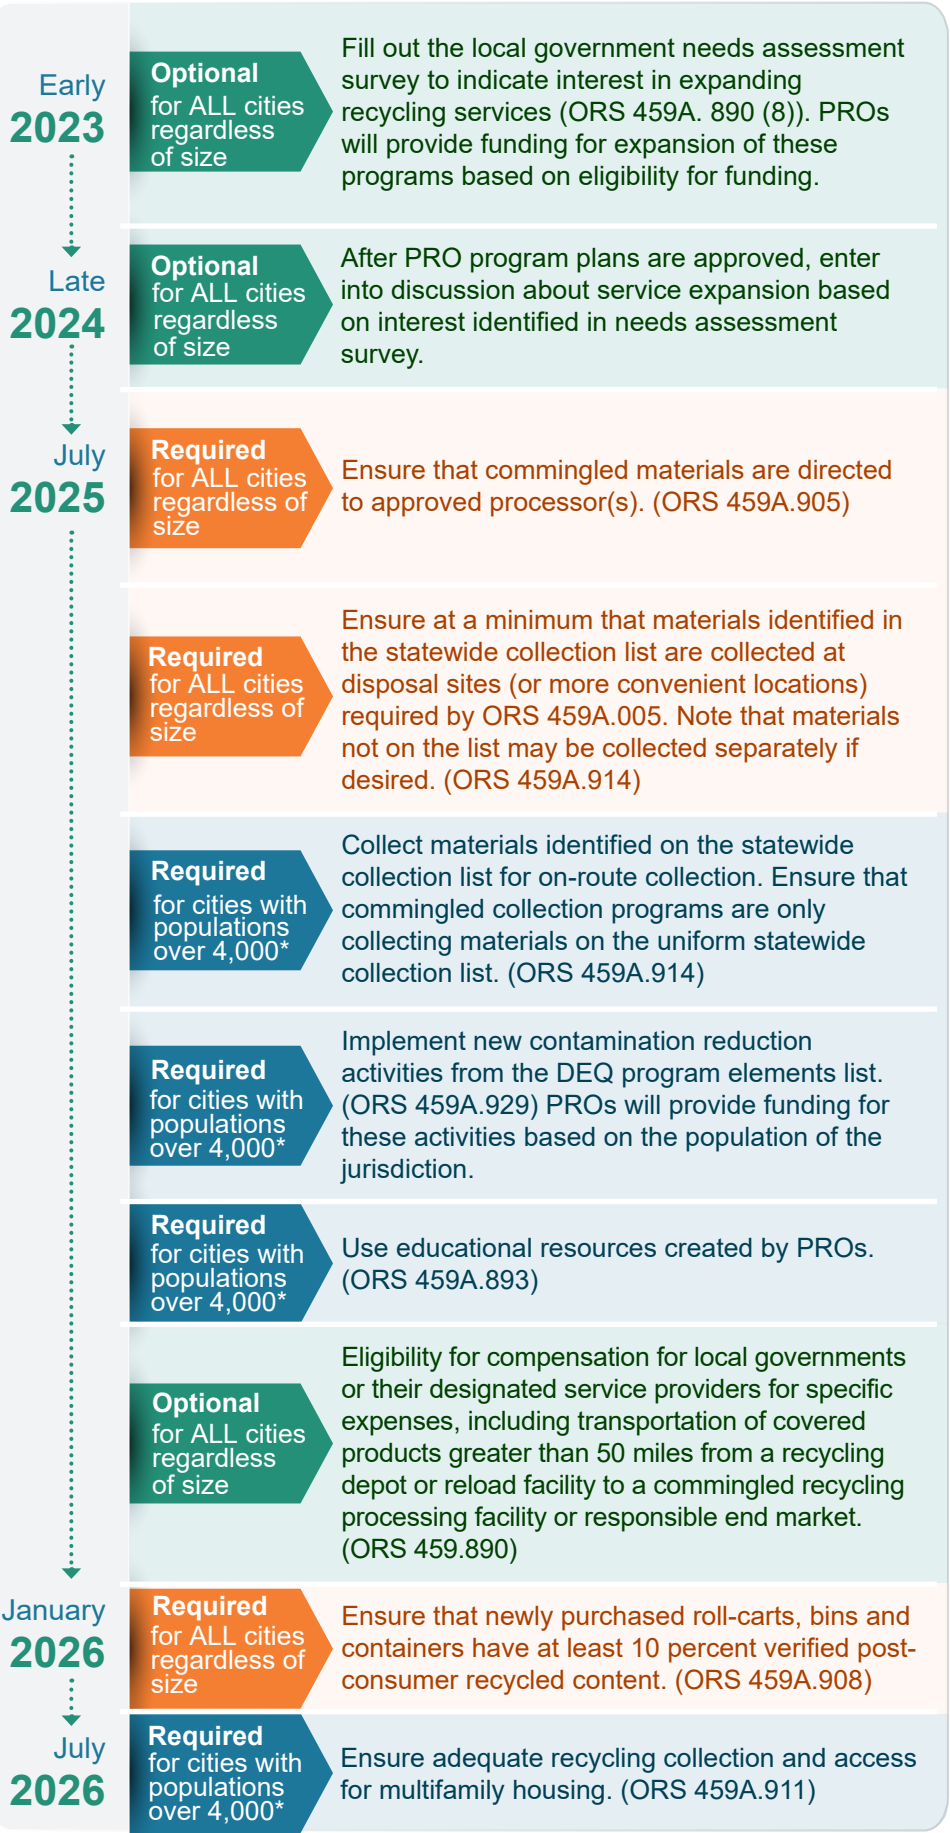 Early
2023
Optional
for ALL cities
regardless
of size
Fill out the local government needs assessment
survey to indicate interest in expanding
recycling services (ORS 459A. 890 (8)). PROs
will provide funding for expansion of these
programs based on eligibility for funding.
Late
2024
Optional
for ALL cities
regardless
of size
After PRO program plans are approved, enter
into discussion about service expansion based
on interest identified in needs assessment
survey.
July
2025
Required
for ALL cities
regardless of
size
Ensure that commingled materials are directed
to approved processor(s). (ORS 459A.905)
Required
for ALL cities
regardless of
size
Ensure at a minimum that materials identified in
the statewide collection list are collected at
disposal sites (or more convenient locations)
required by ORS 459A.005. Note that materials
not on the list may be collected separately if
desired. (ORS 459A.914)
Required
for cities with
populations
over 4,000*
Collect materials identified on the statewide
collection list for on-route collection. Ensure that
commingled collection programs are only
collecting materials on the uniform statewide
collection list. (ORS 459A.914)
Required
for cities with
populations
over 4,000*
Implement new contamination reduction
activities from the DEQ program elements list.
(ORS 459A.929) PROs will provide funding for
these activities based on the population of the
jurisdiction.
Required
for cities with
populations
over 4,000*
Use educational resources created by PROs.
(ORS 459A.893)
Optional
for ALL cities
regardless
of size
Eligibility for compensation for local governments
or their designated service providers for specific
expenses, including transportation of covered
products greater than 50 miles from a recycling
depot or reload facility to a commingled recycling
processing facility or responsible end market.
(ORS 459.890)
January
2026
Required
for ALL cities
regardless of
size
Ensure that newly purchased roll-carts, bins and
containers have at least 10 percent verified post-
consumer recycled content. (ORS 459A.908)
July
2026
Required
for cities with
populations
over 4,000*
Ensure adequate recycling collection and access
for multifamily housing. (ORS 459A.911)